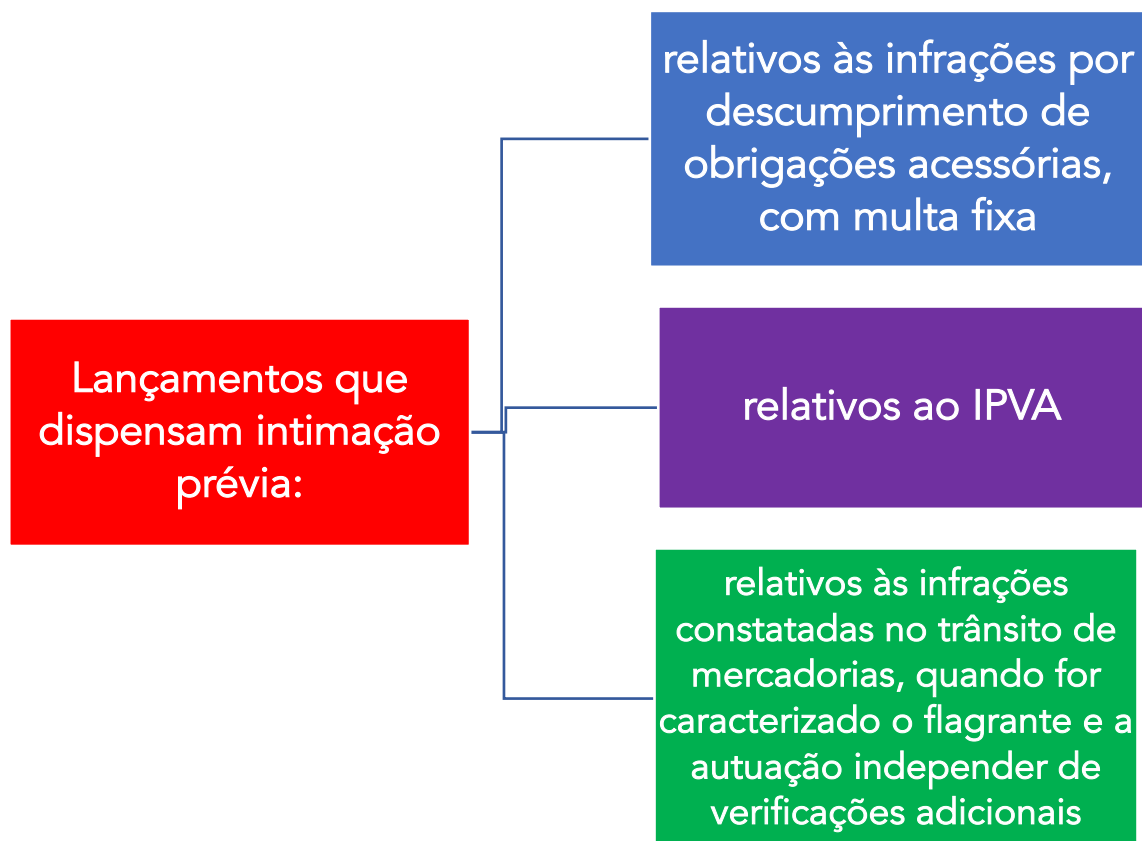 Lançamentos que
dispensam intimação
prévia:
relativos às infrações por
descumprimento de
obrigações acessórias,
com multa fixa
relativos ao IPVA
relativos às infrações
constatadas no trânsito de
mercadorias, quando for
caracterizado o flagrante e a
autuação independer de
verificações adicionais